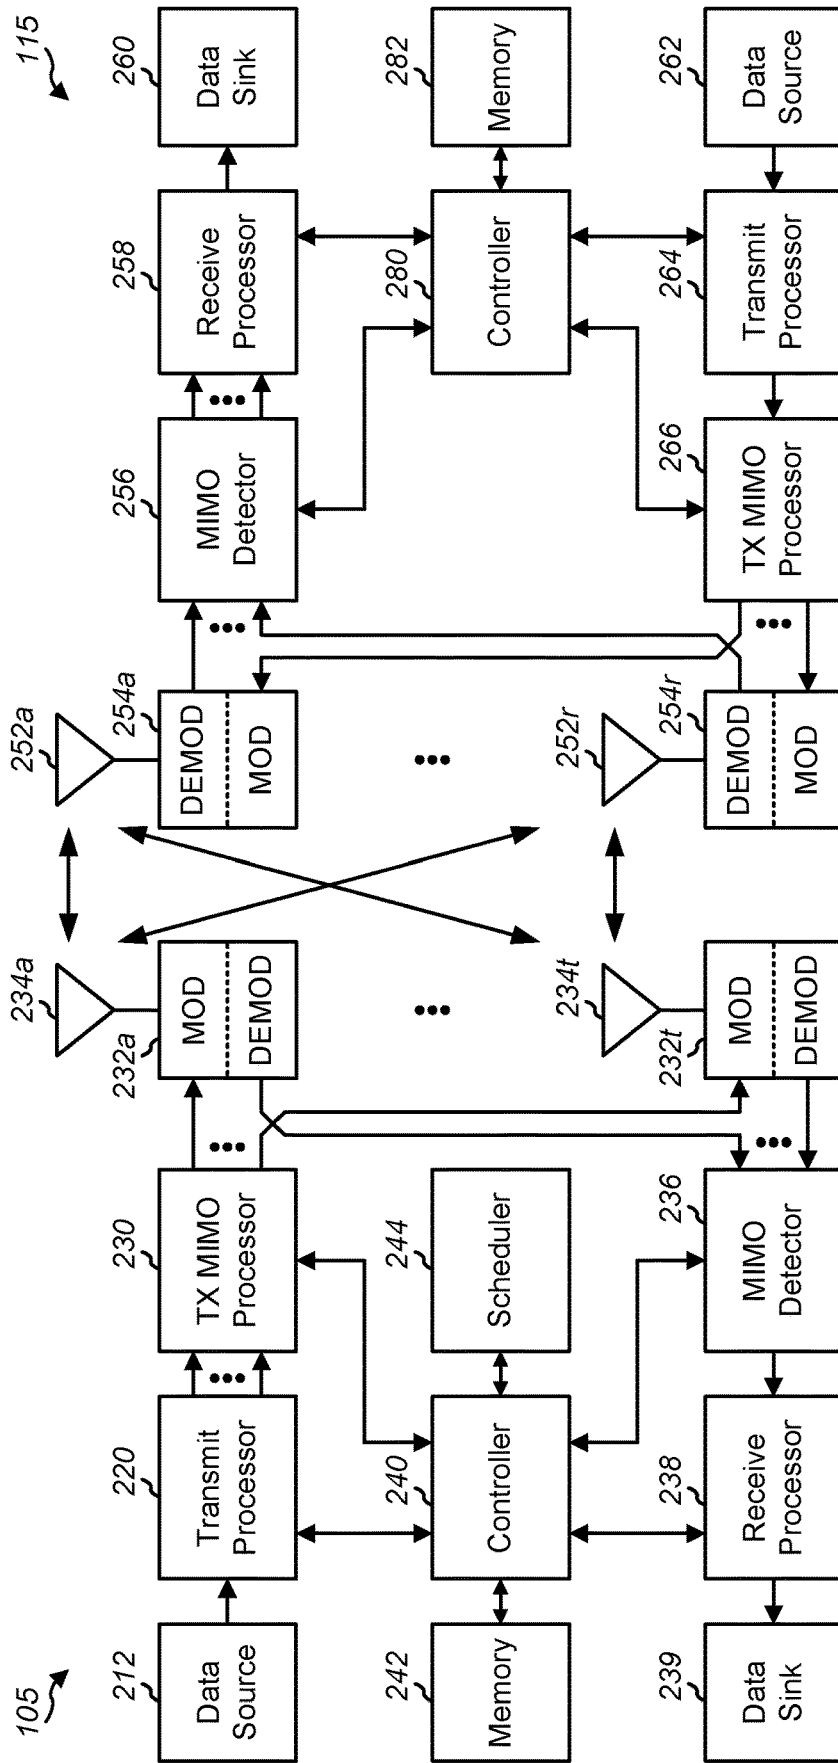 105
115
212
Data
Source
220
Transmit
Processor
230
TX MIMO
Processor
232a
MOD
DEMOD
234a
252a
254a
DEMOD
MOD
256
MIMO
Detector
258
Receive
Processor
260
Data
Sink
242
Memory
240
Controller
244
Scheduler
280
Controller
282
Memory
239
Data
Sink
238
Receive
Processor
236
MIMO
Detector
232t
MOD
DEMOD
234t
252r
254r
DEMOD
MOD
266
TX MIMO
Processor
264
Transmit
Processor
262
Data
Source